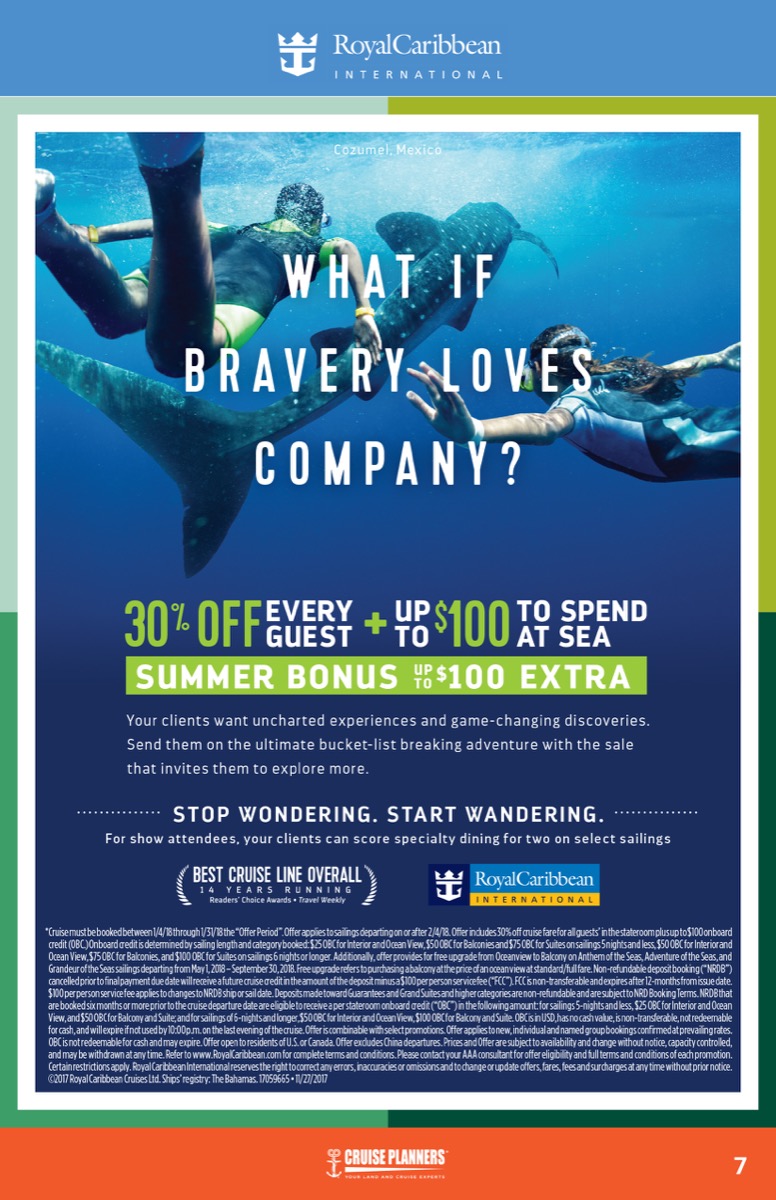 RoyalCaribbean
INTERNATIONAL
Cozumel, Mexico
WHAT IF
BRAVERY LOVES
COMPANY?
30% OFF EVERY GUEST + UP TO $100 TO SPEND AT SEA
SUMMER BONUS UP TO $100 EXTRA
Your clients want uncharted experiences and game-changing discoveries.
Send them on the ultimate bucket-list breaking adventure with the sale
that invites them to explore more.
STOP WONDERING. START WANDERING.
For show attendees, your clients can score specialty dining for two on select sailings
BEST CRUISE LINE OVERALL
14 YEARS RUNNING
Readers' Choice Awards • Travel Weekly
RoyalCaribbean
INTERNATIONAL
*Cruise must be booked between 1/4/18 through 1/31/18 the "Offer Period". Offer applies to sailings departing on or after 2/4/18. Offer includes 30% off cruise fare for all guests' in the stateroom plus up to $100 onboard
credit (OBC.) Onboard credit is determined by sailing length and category booked: $25 OBC for Interior and Ocean View, $50 OBC for Balconies and $75 OBC for Suites on sailings 5 nights and less, $50 OBC for Interior and
Ocean View, $75 OBC for Balconies, and $100 OBC for Suites on sailings 6 nights or longer. Additionally, offer provides for free upgrade from Oceanview to Balcony on Anthem of the Seas, Adventure of the Seas, and
Grandeur of the Seas sailings departing from May 1, 2018 – September 30, 2018. Free upgrade refers to purchasing a balcony at the price of an oceanview at standard/full fare. Non-refundable deposit booking ("NRDB")
cancelled prior to final payment due date will receive a future cruise credit in the amount of the deposit minus a $100 per person service fee ("FCC"). FCC is non-transferable and expires after 12-months from issue date.
$100 per person service fee applies to changes to NRDB ship or sail date. Deposits made toward Guarantees and Grand Suites and higher categories are non-refundable and are subject to NRD Booking Terms. NRDB that
are booked six months or more prior to the cruise departure date are eligible to receive a per stateroom onboard credit ("OBC") in the following amount: for sailings 5-nights and less, $25 OBC for Interior and Ocean
View, and $50 OBC for Balcony and Suite; and for sailings of 6-nights and longer, $50 OBC for Interior and Ocean View, $100 OBC for Balcony and Suite. OBC is in USD, has no cash value, is non-transferable, not redeemable
for cash, and will expire if not used by 10:00p.m. on the last evening of the cruise. Offer is combinable with select promotions. Offer applies to new, individual and named group bookings confirmed at prevailing rates.
OBC is not redeemable for cash and may expire. Offer open to residents of U.S. or Canada. Offer excludes China departures. Prices and Offer are subject to availability and change without notice, capacity controlled,
and may be withdrawn at any time. Refer to www.RoyalCaribbean.com for complete terms and conditions. Please contact your AAA consultant for offer eligibility and full terms and conditions of each promotion.
Certain restrictions apply. Royal Caribbean International reserves the right to correct any errors, inaccuracies or omissions and to change or update offers, fares, fees and surcharges at any time without prior notice.
©2017 Royal Caribbean Cruises Ltd. Ships' registry: The Bahamas. 17059665 • 11/27/2017
CRUISE PLANNERS
YOUR LAND AND CRUISE EXPERTS
7